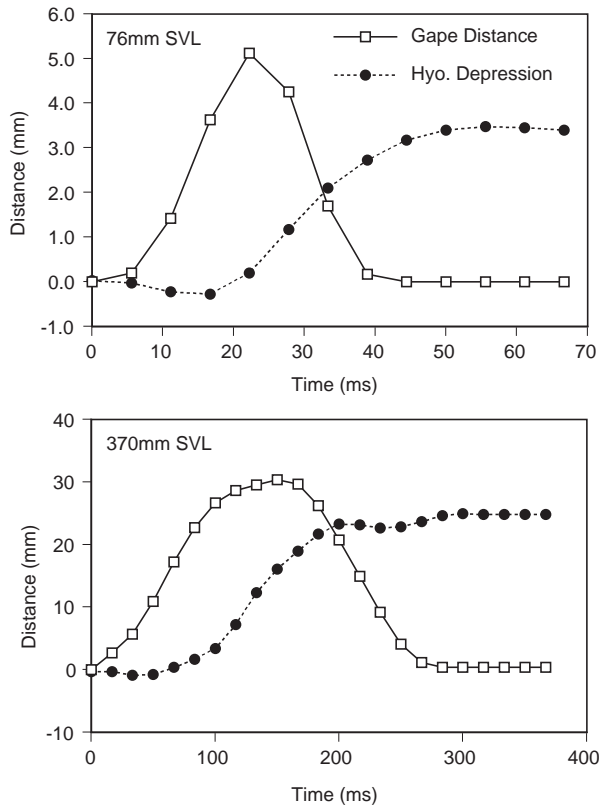 6.0
76mm SVL
Gape Distance
5.0
Hyo. Depression
4.0
3.0
2.0
1.0
0.0
-1.0
Distance (mm)
0 10 20 30 40 50 60 70
Time (ms)
40
370mm SVL
30
20
10
0
-10
Distance (mm)
0 100 200 300 400
Time (ms)